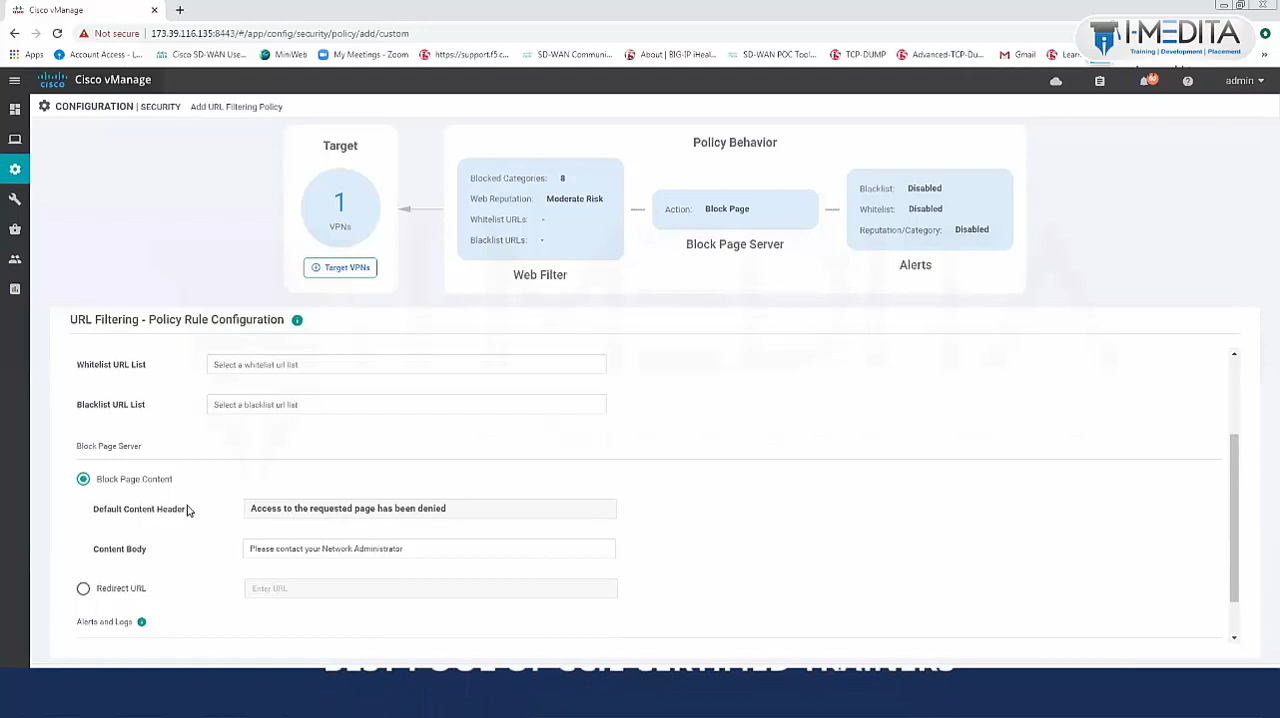 Cisco vManage
Not secure
173.39.116.135:8443/#/app/config/security/policy/add/custom
Apps
Account Access - L...
Cisco SD-WAN Use...
MiniWeb
My Meetings - Zoom
https://support.f5.c...
SD-WAN Communi...
About | BIG-IP iHeal...
SD-WAN POC Tool...
TCP-DUMP
Advanced-TCP-Du...
Gmail
Lear
»
I-MEDITA
Training | Development | Placement
CISCO
Cisco vManage
admin
CONFIGURATION | SECURITY Add URL Filtering Policy
Target
1
VPNs
Target VPNs
Policy Behavior
Blocked Categories: 8
Web Reputation: Moderate Risk
Whitelist URLs: -
Blacklist URLs: -
Web Filter
Action: Block Page
Block Page Server
Blacklist: Disabled
Whitelist: Disabled
Reputation/Category: Disabled
Alerts
URL Filtering - Policy Rule Configuration
Whitelist URL List
Select a whitelist url list
Blacklist URL List
Select a blacklist url list
Block Page Server
Block Page Content
Default Content Header
Access to the requested page has been denied
Content Body
Please contact your Network Administrator
Redirect URL
Enter URL
Alerts and Logs